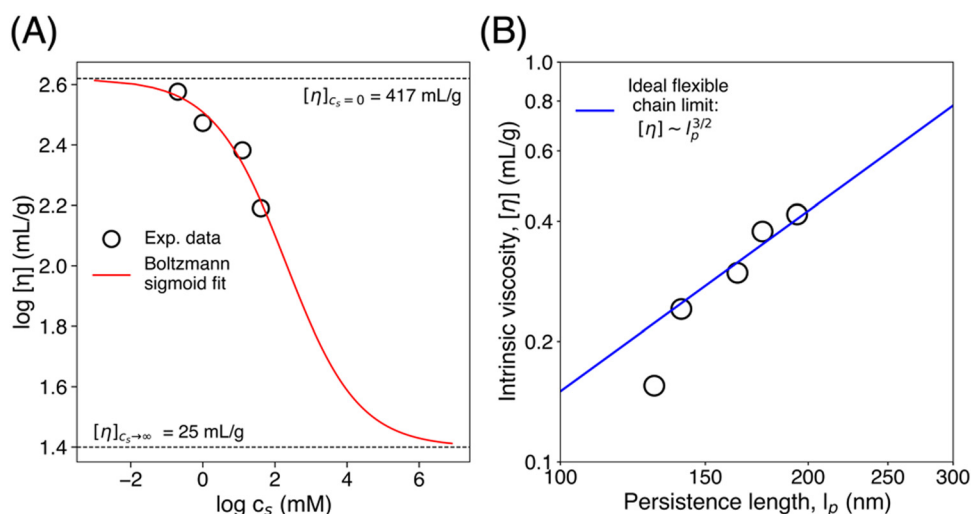 (A)
2.6
2.4
2.2
2.0
1.8
1.6
1.4
log [η] (mL/g)
[η]cₛ = 0 = 417 mL/g
Exp. data
Boltzmann
sigmoid fit
[η]cₛ→∞ = 25 mL/g
−2 0 2 4 6
log cₛ (mM)
(B)
1.0
0.8
0.6
0.4
0.2
0.1
Intrinsic viscosity, [η] (mL/g)
Ideal flexible
chain limit:
[η] ~ lₚ³ᐟ²
100 150 200 250 300
Persistence length, lₚ (nm)